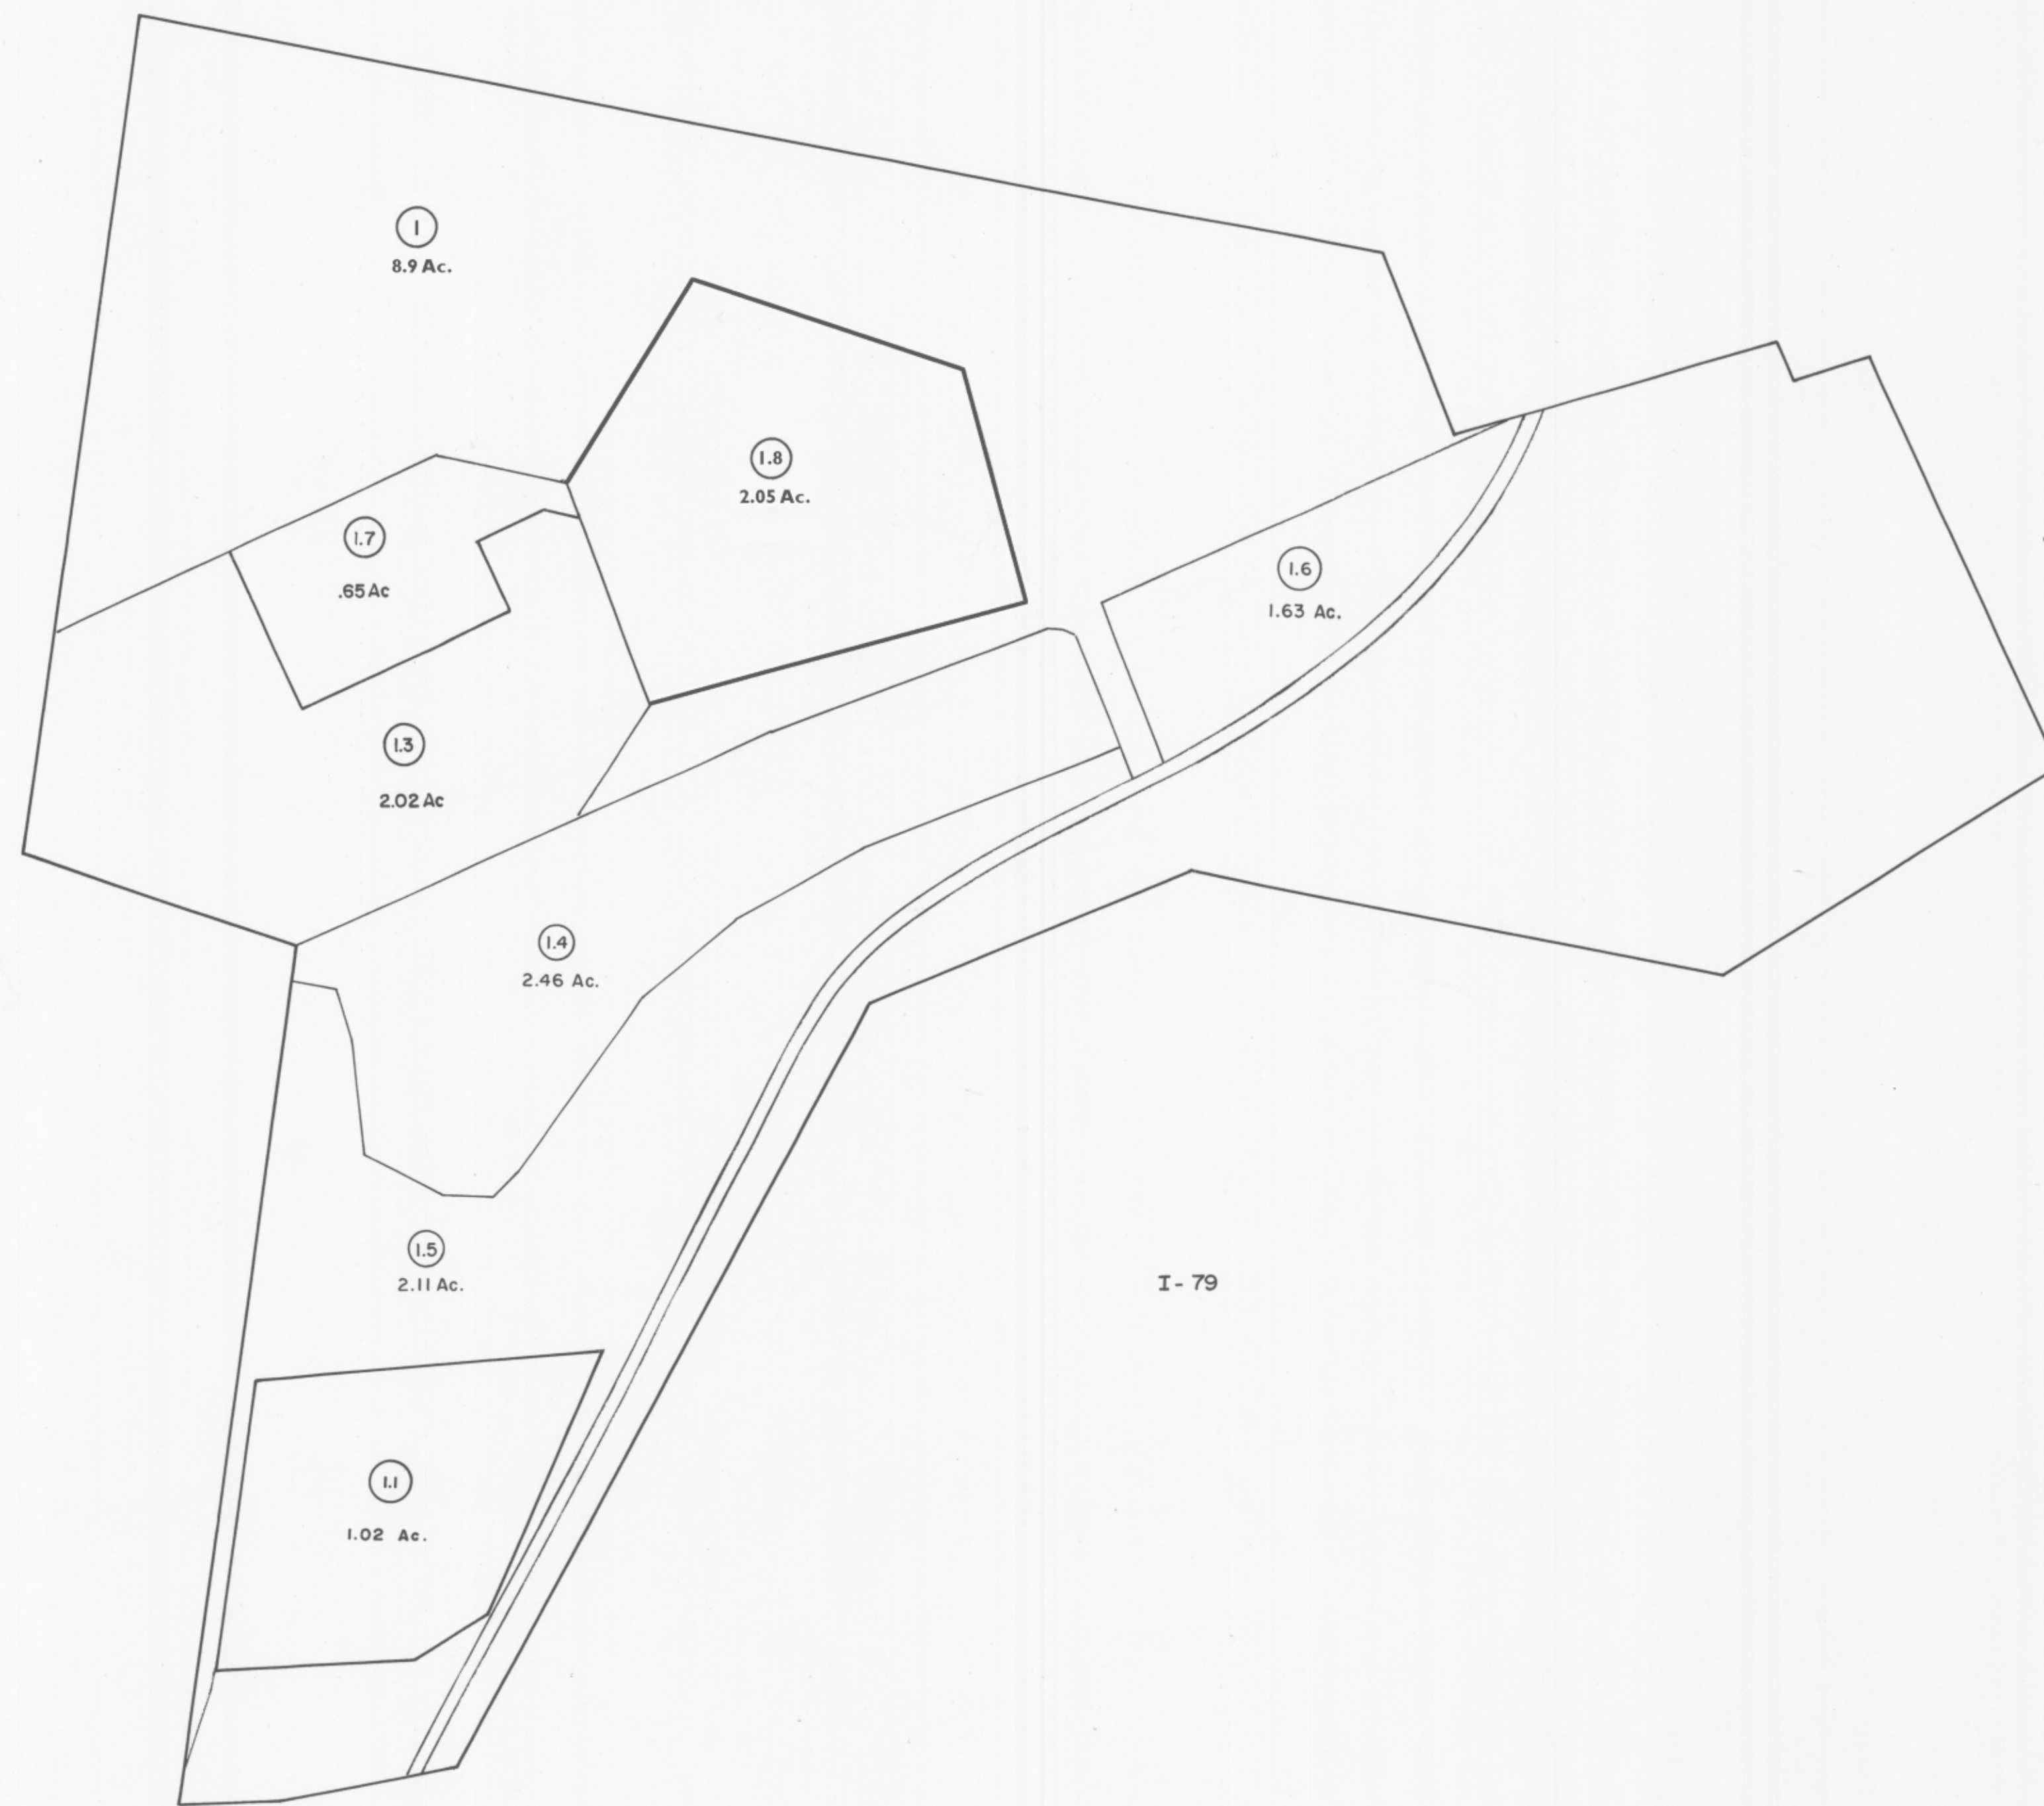 1
8.9 Ac.
1.8
2.05 Ac.
1.7
.65 Ac
1.6
1.63 Ac.
1.3
2.02 Ac
1.4
2.46 Ac.
1.5
2.11 Ac.
I-79
1.1
1.02 Ac.